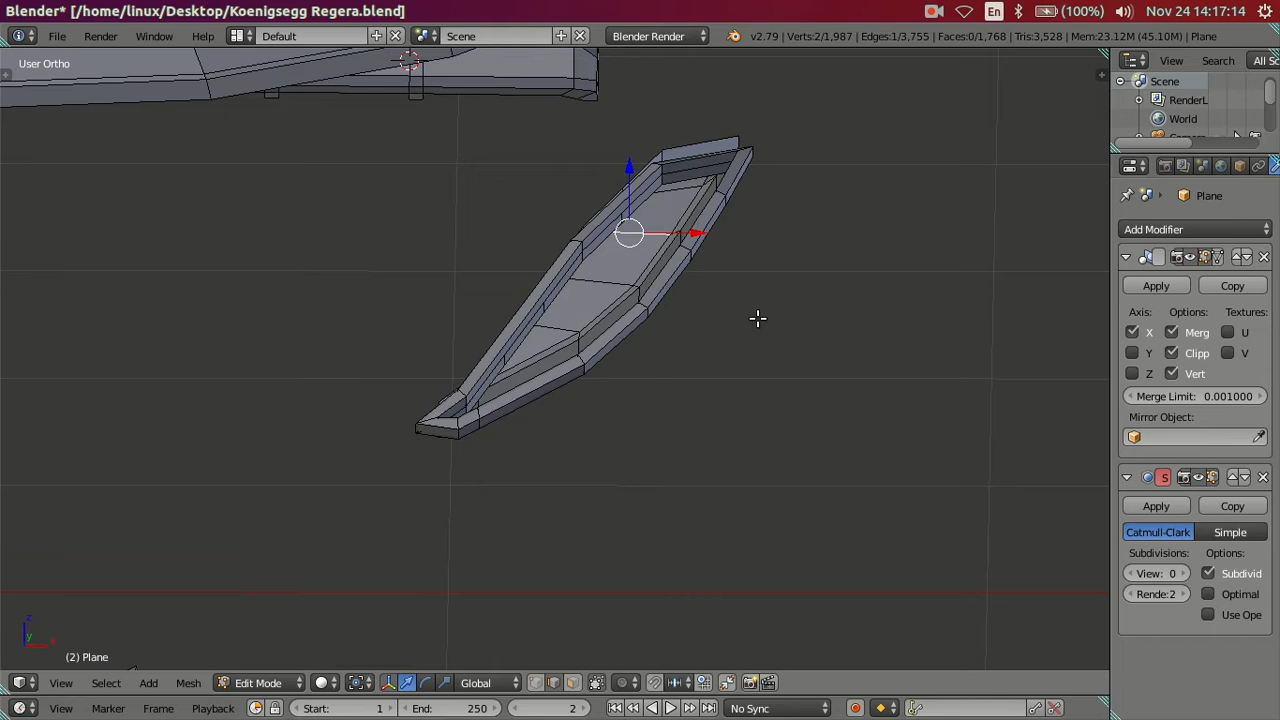 Blender* [/home/linux/Desktop/Koenigsegg Regera.blend]
En
(100%)
Nov 24 14:17:14
File
Render
Window
Help
Default
Scene
Blender Render
v2.79 | Verts:2/1,987 | Edges:1/3,755 | Faces:0/1,768 | Tris:3,528 | Mem:23.12M (45.10M) | Plane
User Ortho
View
Search
All Sc
Scene
RenderL
World
Plane
Add Modifier
Apply
Copy
Axis:
Options:
Textures:
X
Merg
U
Y
Clipp
V
Z
Vert
Merge Limit: 0.001000
Mirror Object:
S
Apply
Copy
Catmull-Clark
Simple
Subdivisions:
Options:
View: 0
Subdivid
Rende:2
Optimal
Use Ope
z
y
x
(2) Plane
View
Select
Add
Mesh
Edit Mode
Global
View
Marker
Frame
Playback
Start: 1
End: 250
2
No Sync